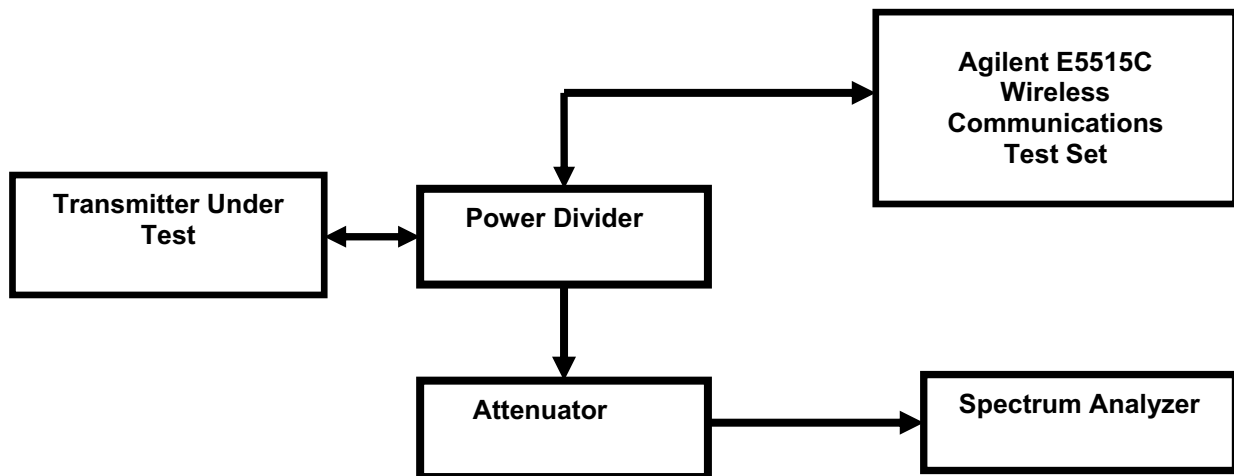 Agilent E5515C
Wireless
Communications
Test Set
Transmitter Under
Test
Power Divider
Attenuator
Spectrum Analyzer